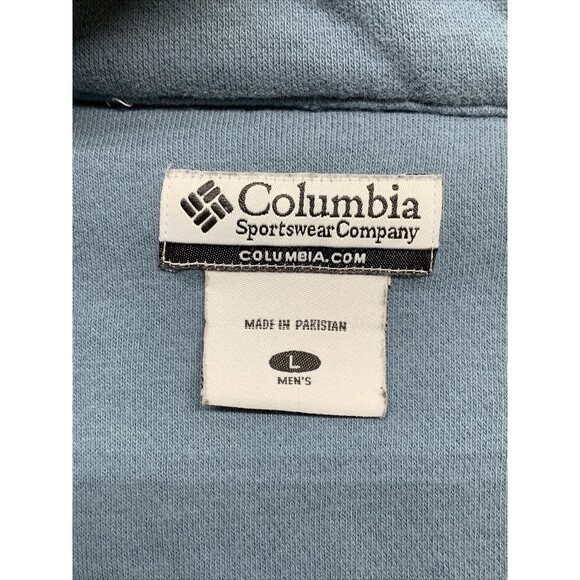 Columbia
Sportswear Company
COLUMBIA.COM
MADE IN PAKISTAN
L
MEN'S